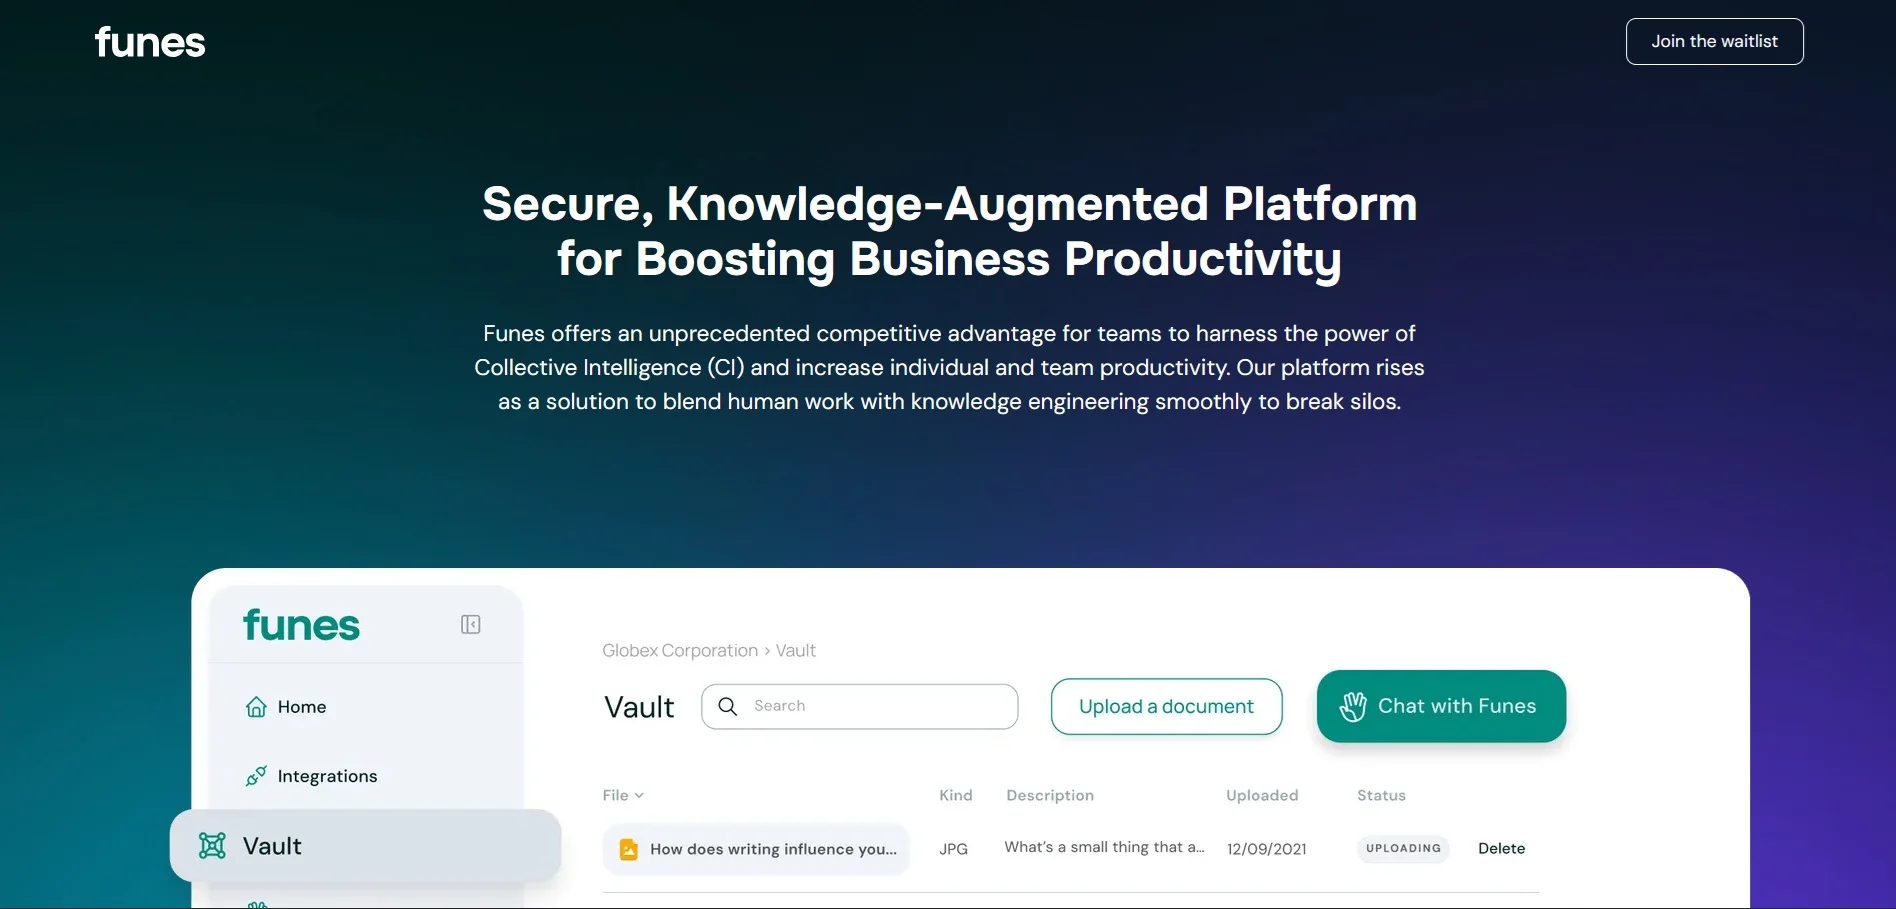 funes
Join the waitlist
Secure, Knowledge-Augmented Platform
for Boosting Business Productivity
Funes offers an unprecedented competitive advantage for teams to harness the power of
Collective Intelligence (CI) and increase individual and team productivity. Our platform rises
as a solution to blend human work with knowledge engineering smoothly to break silos.
funes
Home
Integrations
Vault
Globex Corporation > Vault
Vault
Search
Upload a document
Chat with Funes
File Kind Description Uploaded Status
How does writing influence you... JPG What's a small thing that a... 12/09/2021 UPLOADING Delete